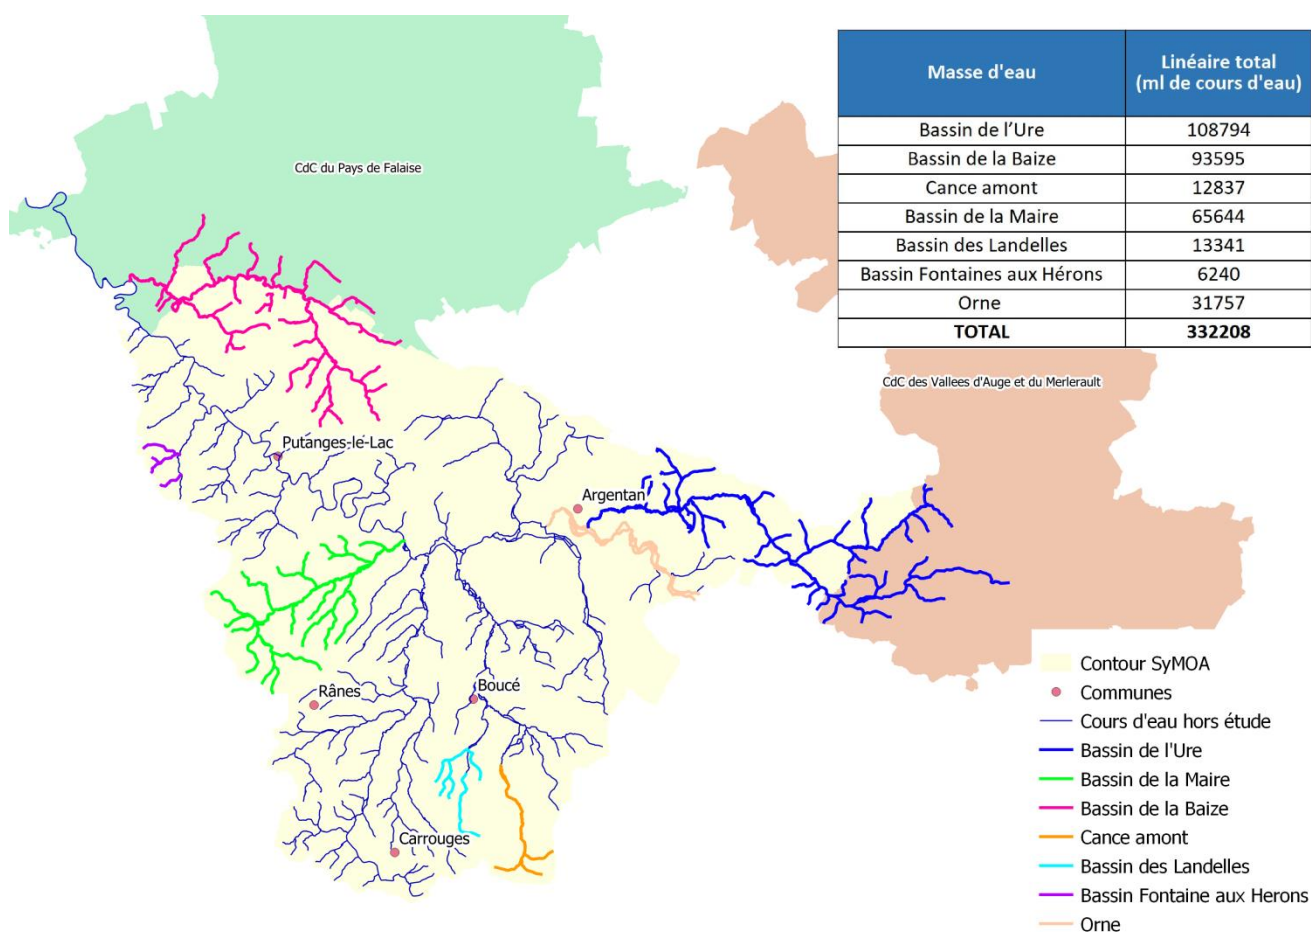 Masse d'eau
Linéaire total
(ml de cours d'eau)
Bassin de l’Ure 108794
Bassin de la Baize 93595
Cance amont 12837
Bassin de la Maire 65644
Bassin des Landelles 13341
Bassin Fontaines aux Hérons 6240
Orne 31757
TOTAL 332208
CdC du Pays de Falaise
CdC des Vallees d'Auge et du Merlerault
Putanges-le-Lac
Argentan
Rânes
Boucé
Carrouges
Contour SyMOA
Communes
Cours d'eau hors étude
Bassin de l'Ure
Bassin de la Maire
Bassin de la Baize
Cance amont
Bassin des Landelles
Bassin Fontaine aux Herons
Orne